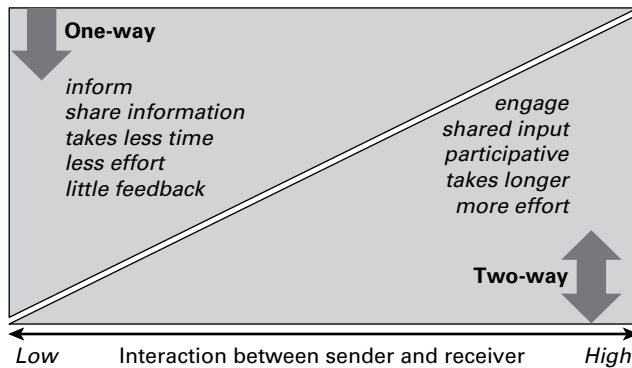 One-way
inform
share information
takes less time
less effort
little feedback
engage
shared input
participative
takes longer
more effort
Two-way
Low Interaction between sender and receiver High